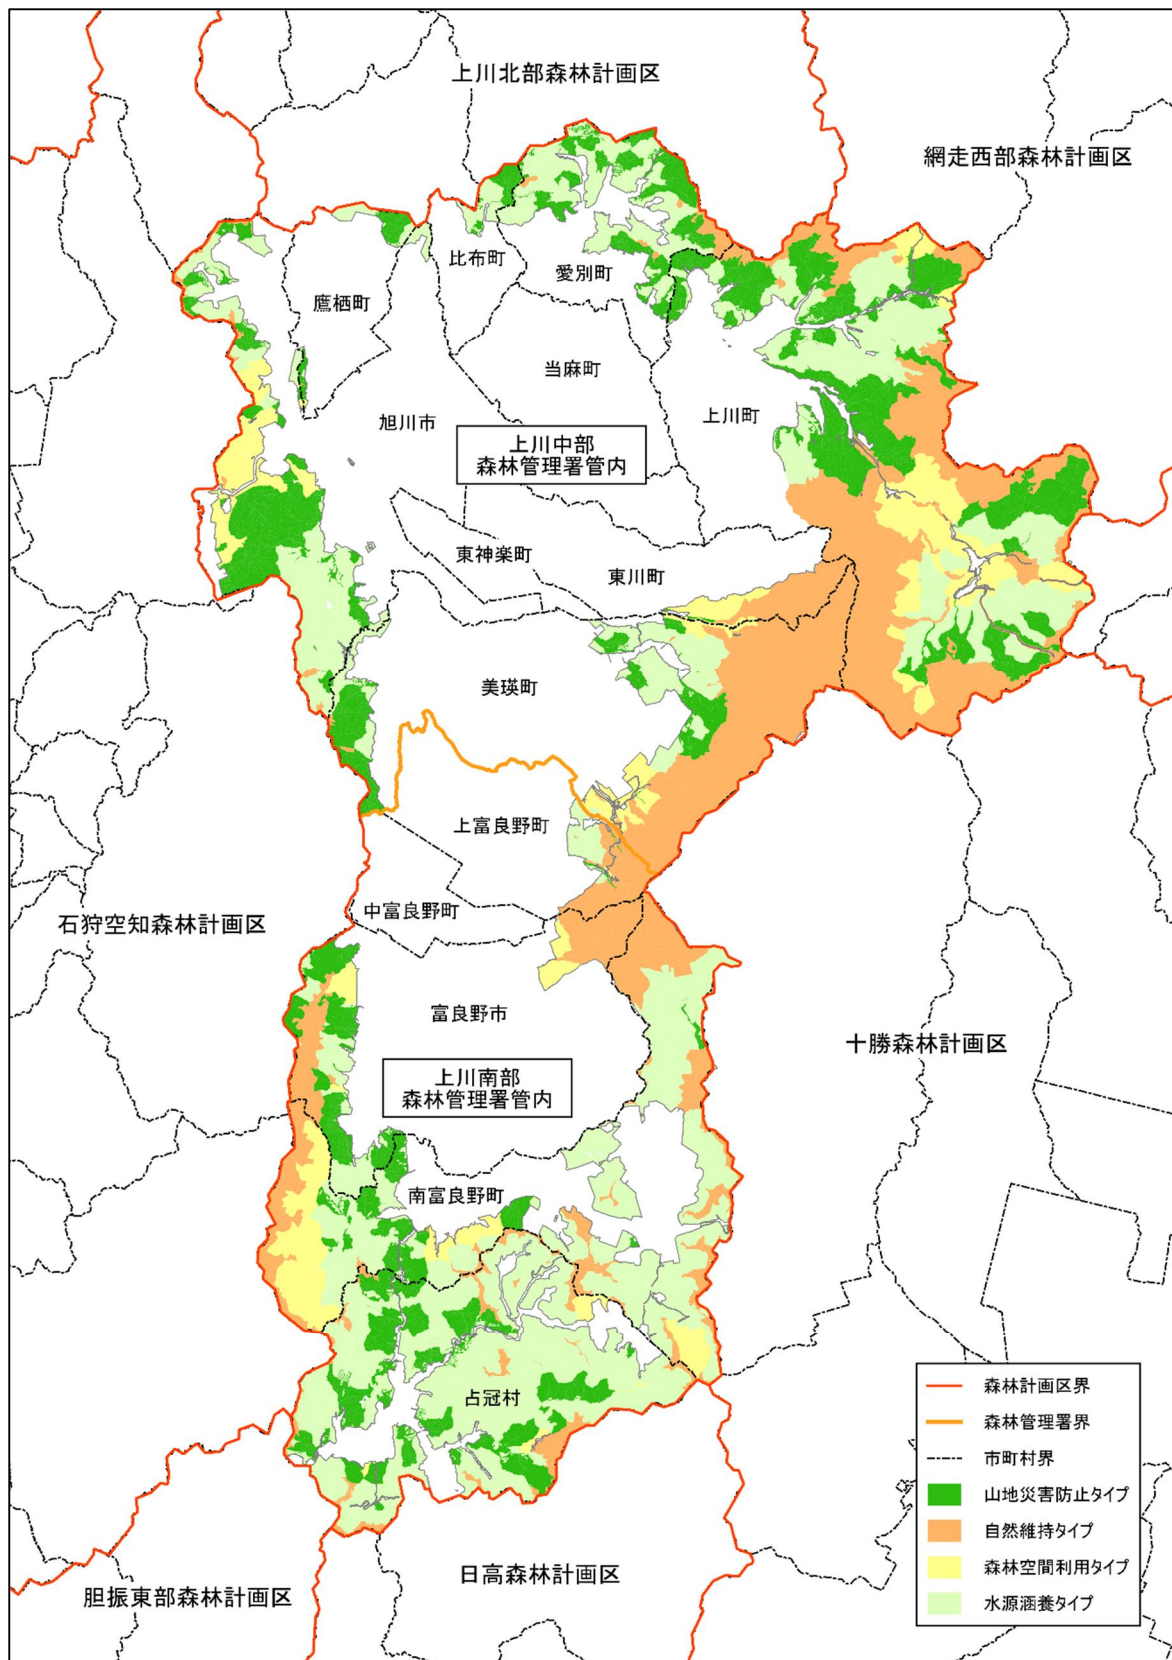 上川北部森林計画区
網走西部森林計画区
比布町
愛別町
鷹栖町
当麻町
上川町
旭川市
上川中部
森林管理署管内
東神楽町
東川町
美瑛町
上富良野町
中富良野町
石狩空知森林計画区
富良野市
十勝森林計画区
上川南部
森林管理署管内
南富良野町
占冠村
森林計画区界
森林管理署界
市町村界
山地災害防止タイプ
自然維持タイプ
森林空間利用タイプ
水源涵養タイプ
日高森林計画区
胆振東部森林計画区